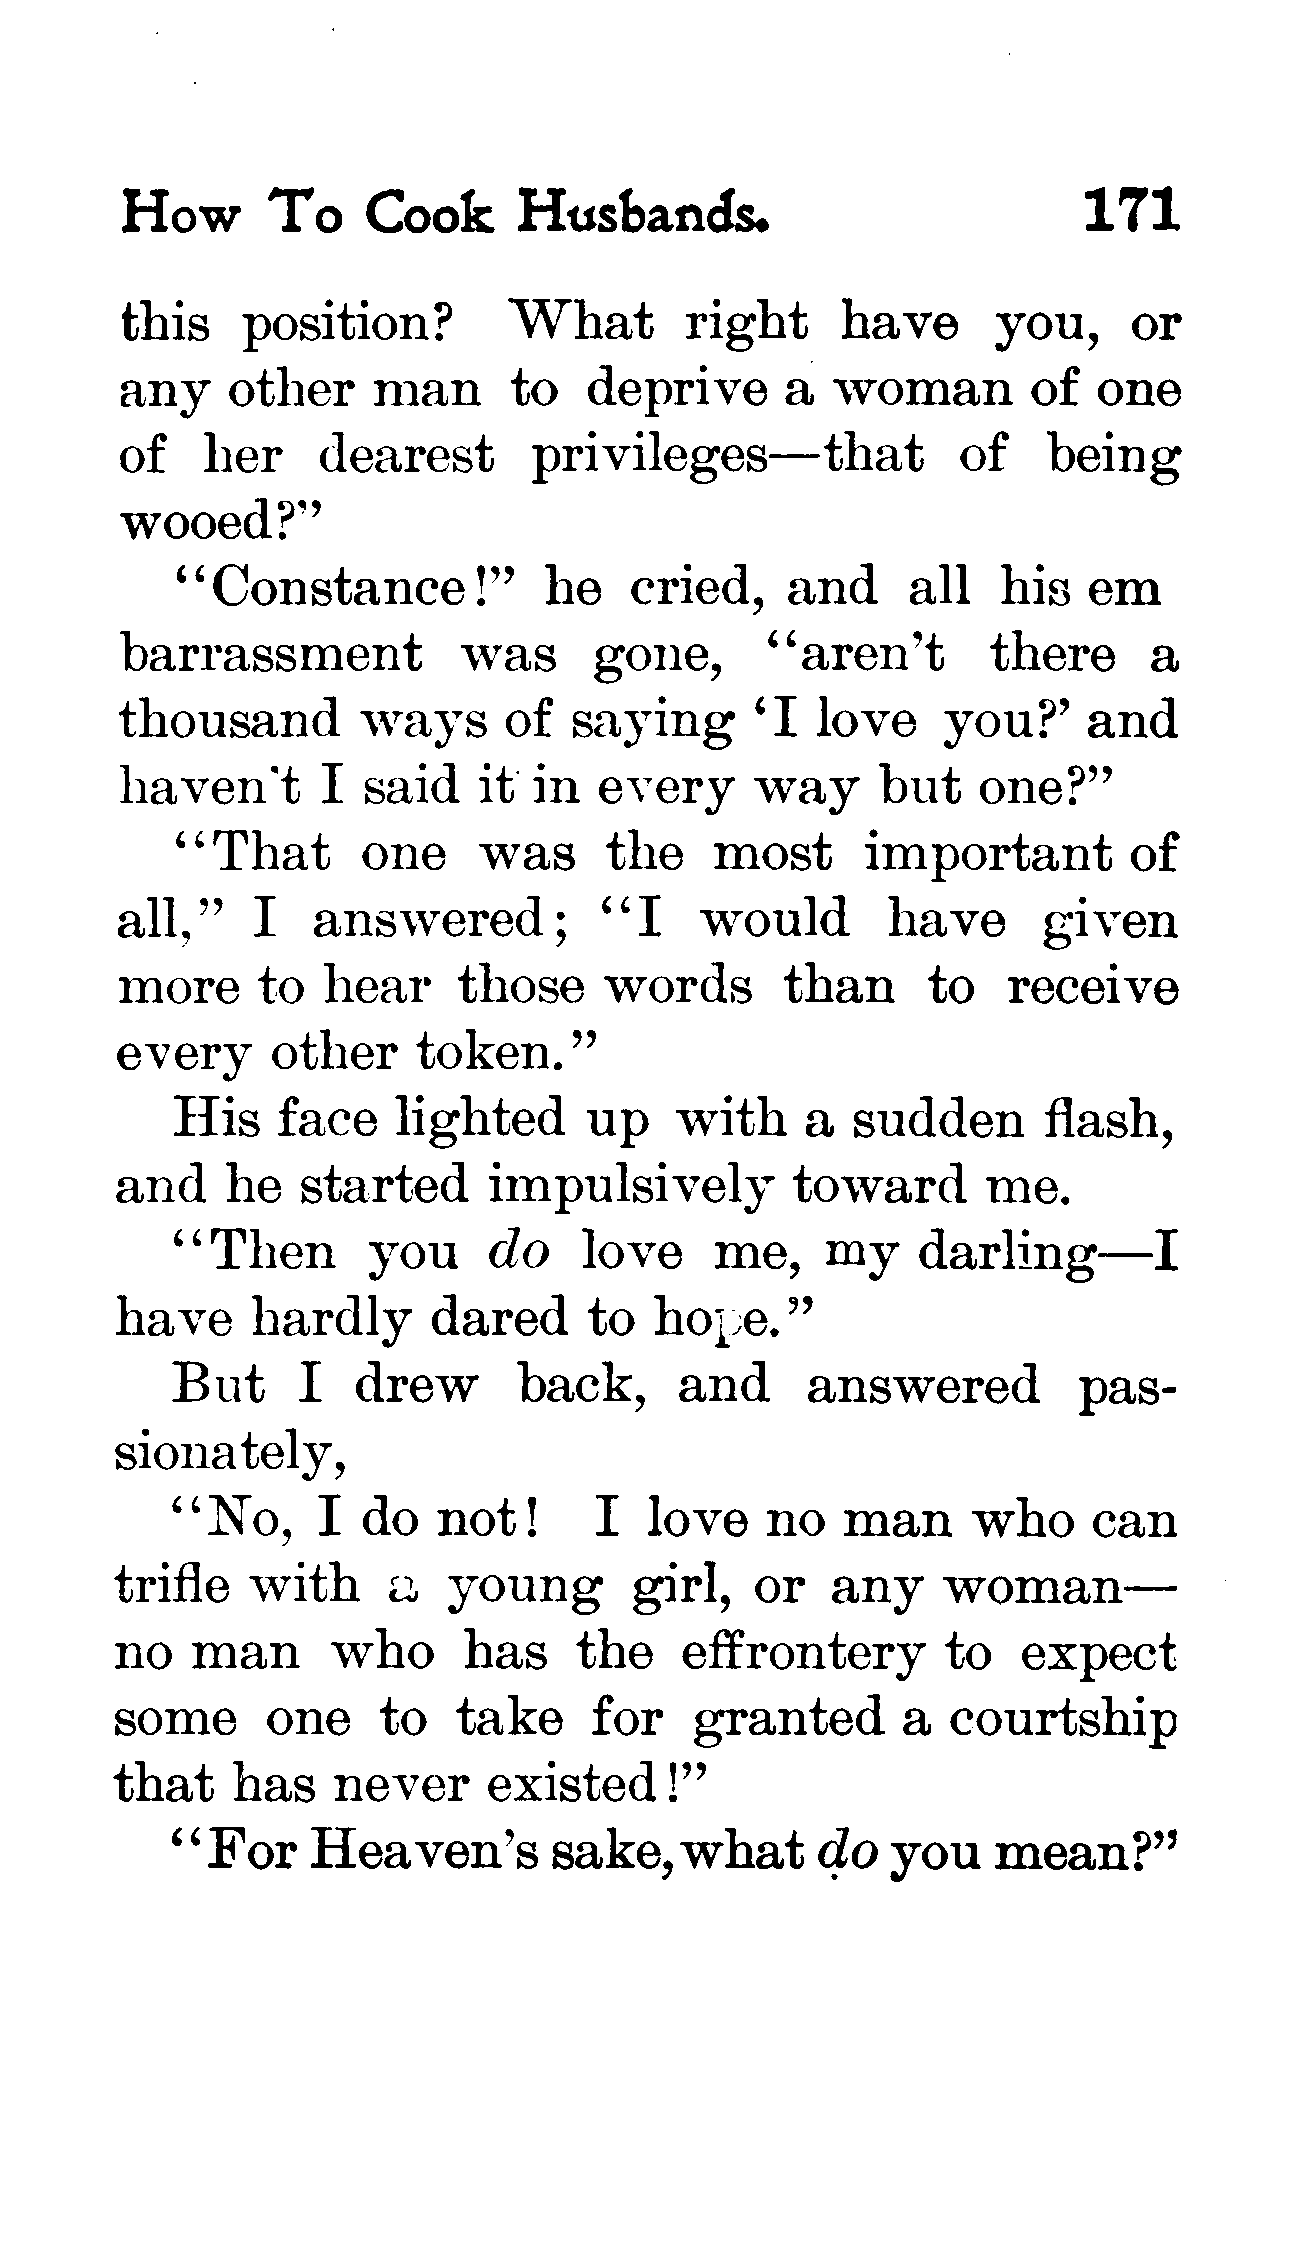 How To Cook Husbands. 171
this position? What right have you, or
any other man to deprive a woman of one
of her dearest privileges—that of being
wooed?"
"Constance!" he cried, and all his em
barrassment was gone, "aren't there a
thousand ways of saying 'I love you?' and
haven't I said it in every way but one?"
"That one was the most important of
all," I answered; "I would have given
more to hear those words than to receive
every other token."
His face lighted up with a sudden flash,
and he started impulsively toward me.
"Then you do love me, my darling—I
have hardly dared to hope."
But I drew back, and answered pas-
sionately,
"No, I do not! I love no man who can
trifle with a young girl, or any woman—
no man who has the effrontery to expect
some one to take for granted a courtship
that has never existed!"
"For Heaven's sake, what do you mean?"